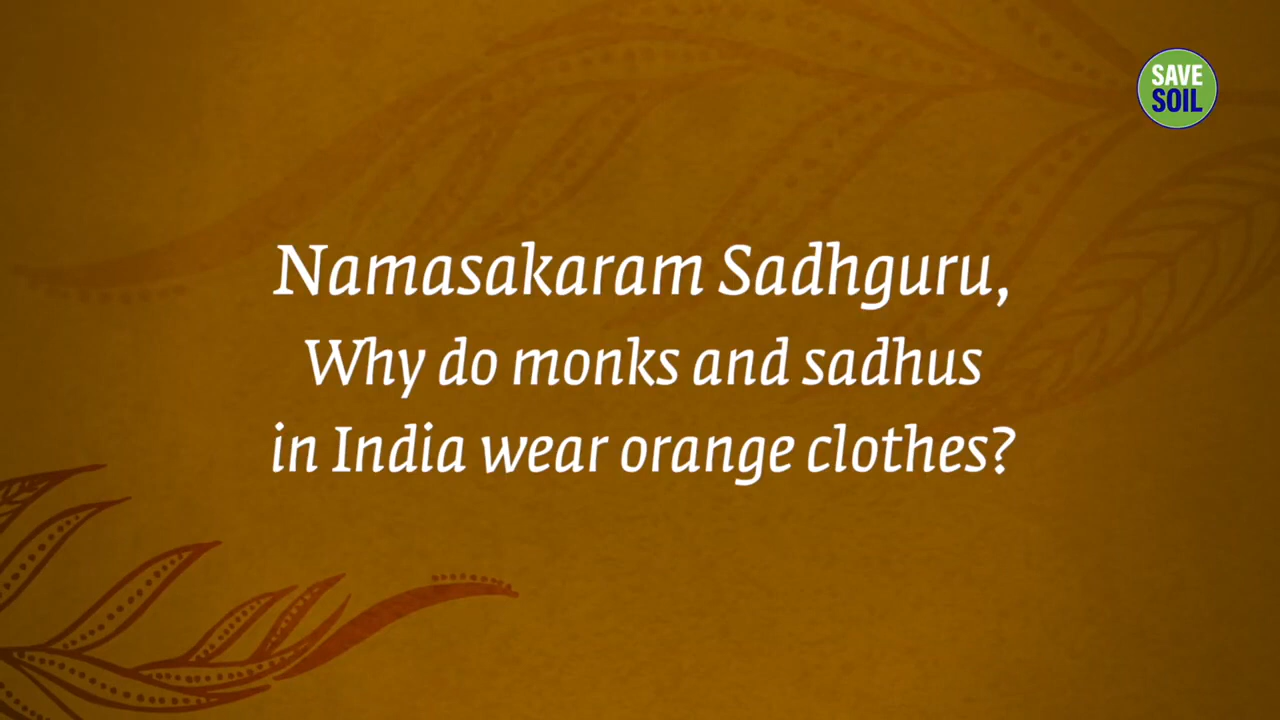 SAVE
SOIL
Namasakaram Sadhguru,
Why do monks and sadhus
in India wear orange clothes?